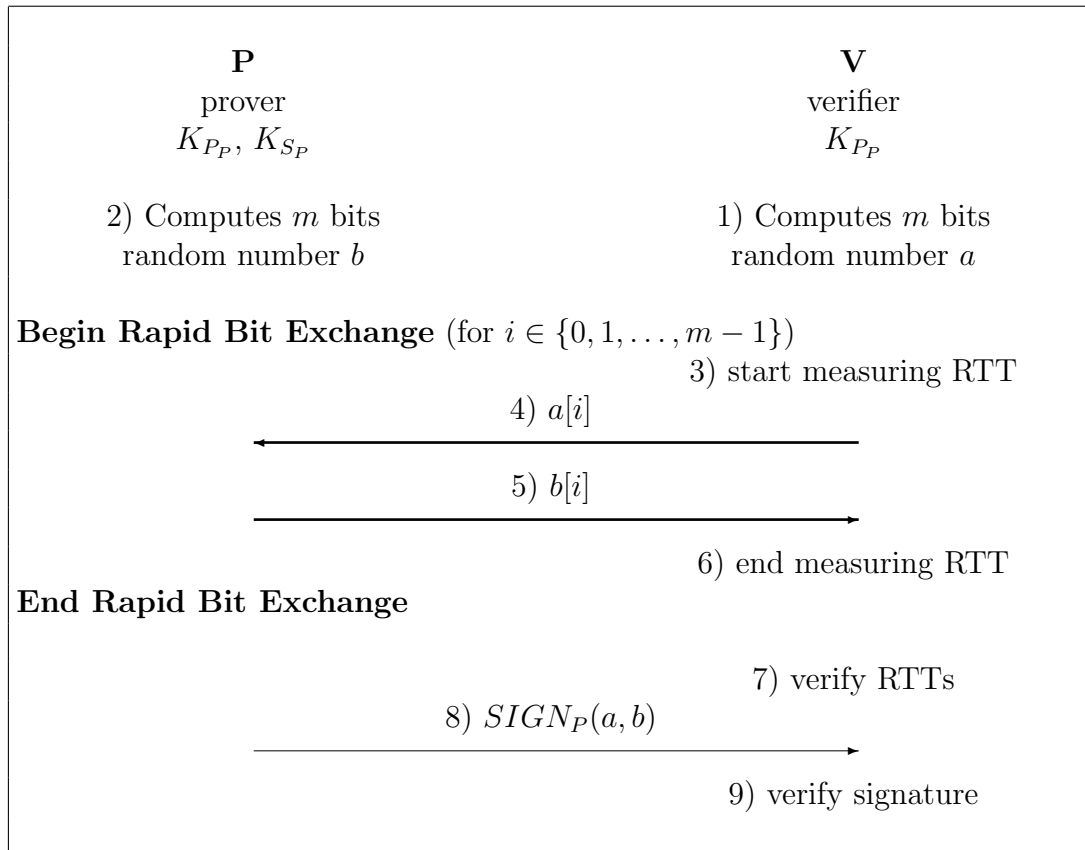 P V
prover verifier
$K_{P_P}$, $K_{S_P}$ $K_{P_P}$
2) Computes $m$ bits 1) Computes $m$ bits
random number $b$ random number $a$
Begin Rapid Bit Exchange (for $i \in \{0, 1, \ldots, m-1\}$)
3) start measuring RTT
4) $a[i]$
5) $b[i]$
6) end measuring RTT
End Rapid Bit Exchange
7) verify RTTs
8) $SIGN_P(a, b)$
9) verify signature